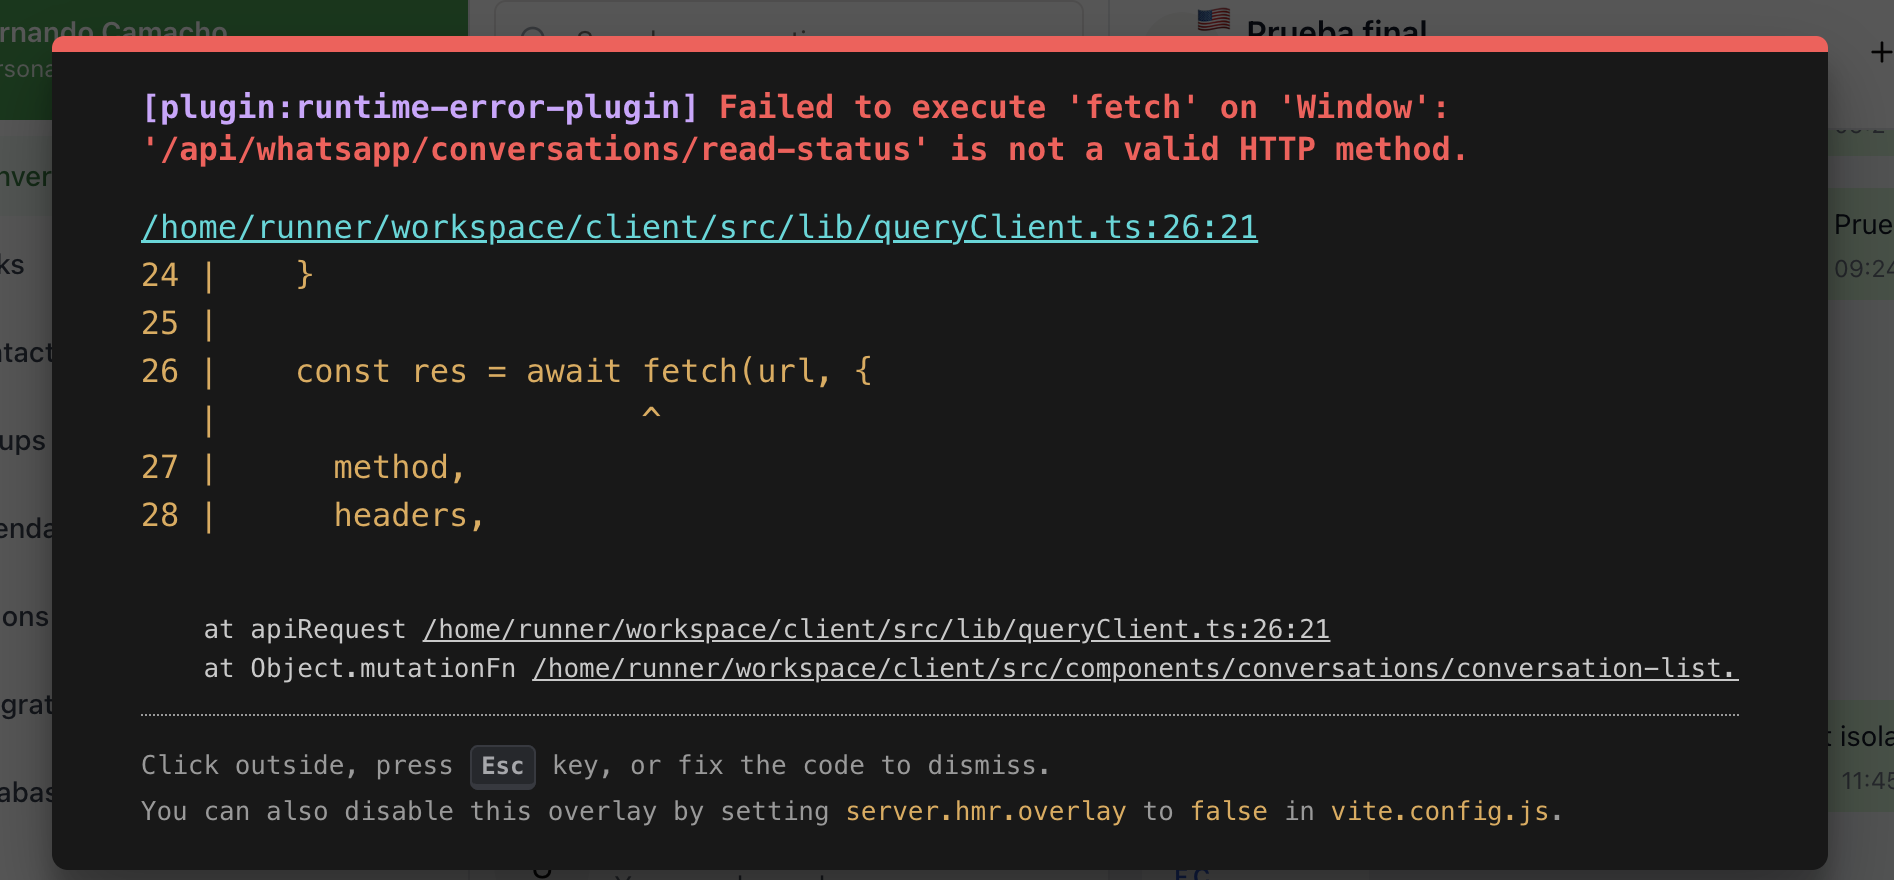 rnando Camacho
Prueba final
+
[plugin:runtime-error-plugin] Failed to execute 'fetch' on 'Window':
'/api/whatsapp/conversations/read-status' is not a valid HTTP method.
/home/runner/workspace/client/src/lib/queryClient.ts:26:21
24 |    }
25 |
26 |    const res = await fetch(url, {
   |                      ^
27 |      method,
28 |      headers,
at apiRequest /home/runner/workspace/client/src/lib/queryClient.ts:26:21
at Object.mutationFn /home/runner/workspace/client/src/components/conversations/conversation-list.
Click outside, press Esc key, or fix the code to dismiss.
You can also disable this overlay by setting server.hmr.overlay to false in vite.config.js.
rsona
nver
ks
ntact
ups
enda
ons
grat
abas
Prue
09:24
t isola
11:45